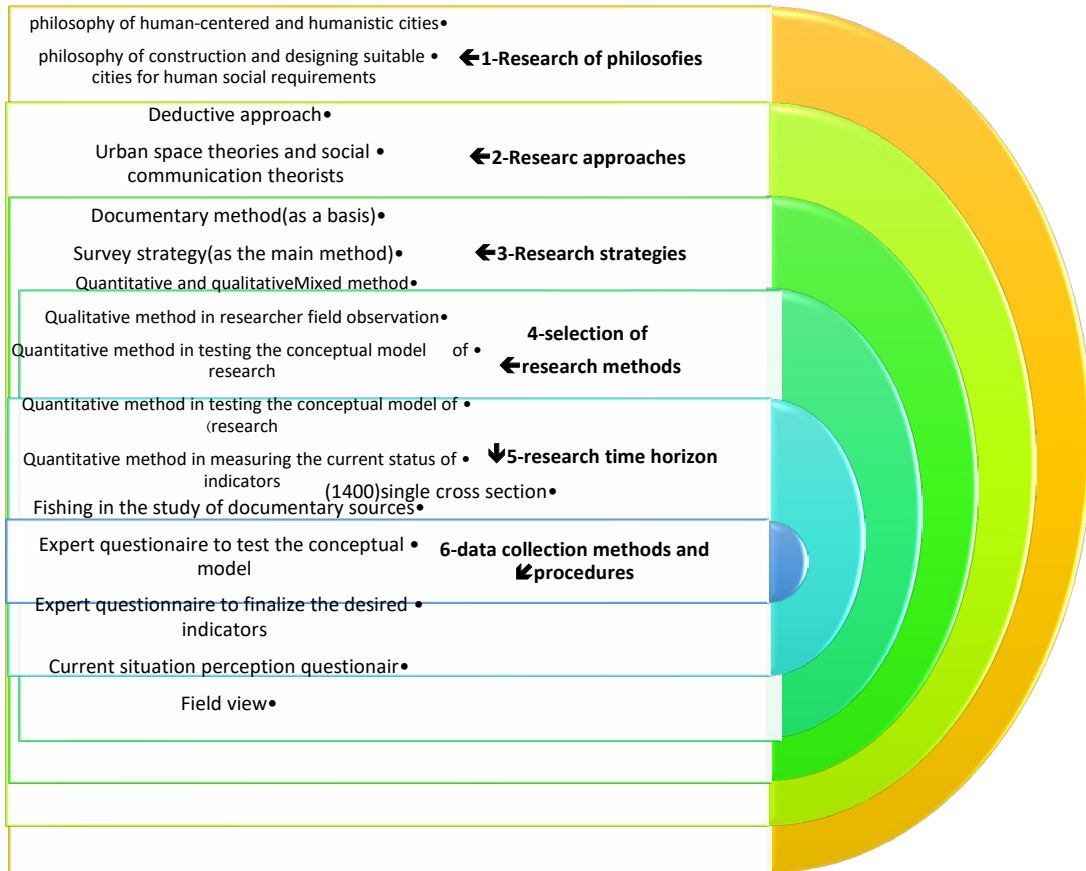 philosophy of human-centered and humanistic cities•
philosophy of construction and designing suitable •
cities for human social requirements
🡸1-Research of philosofies
Deductive approach•
Urban space theories and social •
communication theorists
🡸2-Researc approaches
Documentary method(as a basis)•
Survey strategy(as the main method)•
Quantitative and qualitativeMixed method•
🡸3-Research strategies
Qualitative method in researcher field observation•
Quantitative method in testing the conceptual model of •
research
4-selection of
🡸research methods
Quantitative method in testing the conceptual model of •
(research
Quantitative method in measuring the current status of •
indicators
(1400)single cross section•
🡻5-research time horizon
Fishing in the study of documentary sources•
Expert questionaire to test the conceptual •
model
6-data collection methods and
🡿procedures
Expert questionnaire to finalize the desired •
indicators
Current situation perception questionair•
Field view•